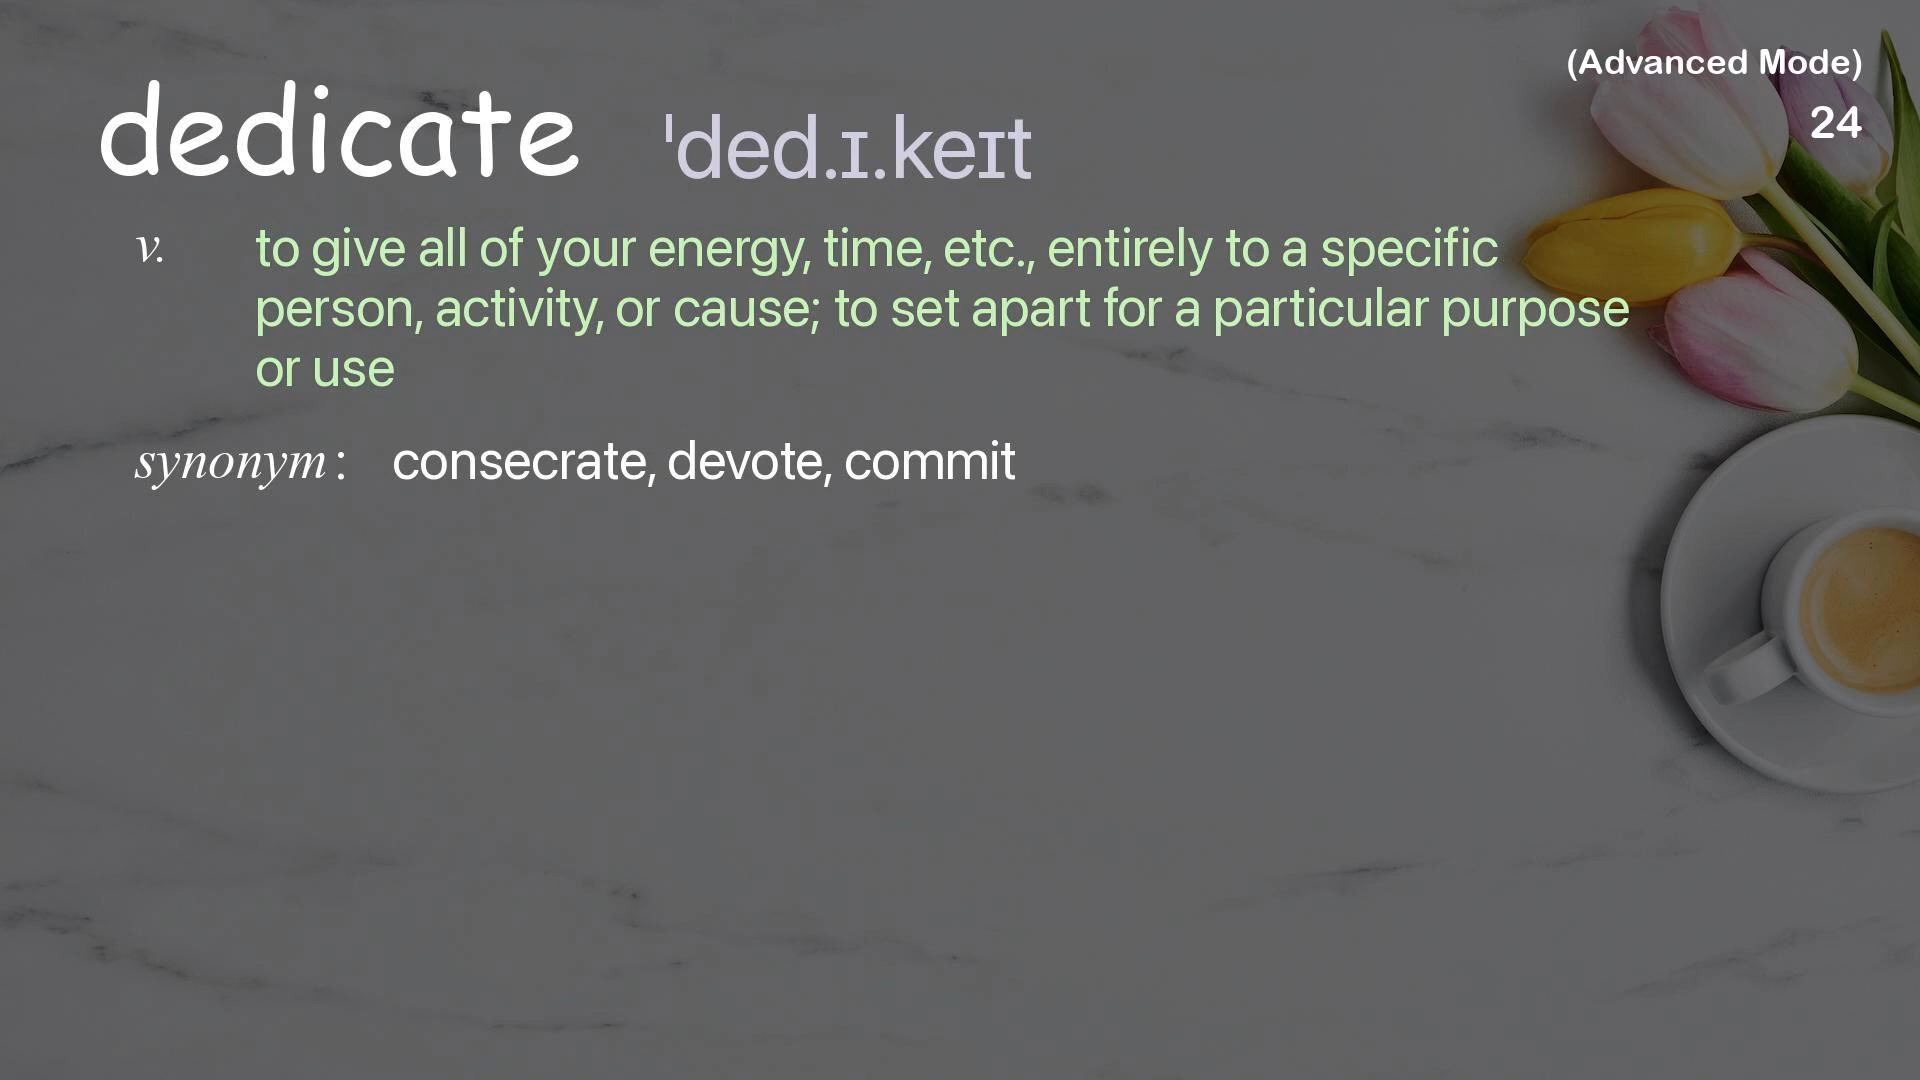 (Advanced Mode)
24
dedicate ˈded.ɪ.keɪt
v. to give all of your energy, time, etc., entirely to a specific
person, activity, or cause; to set apart for a particular purpose
or use
synonym : consecrate, devote, commit